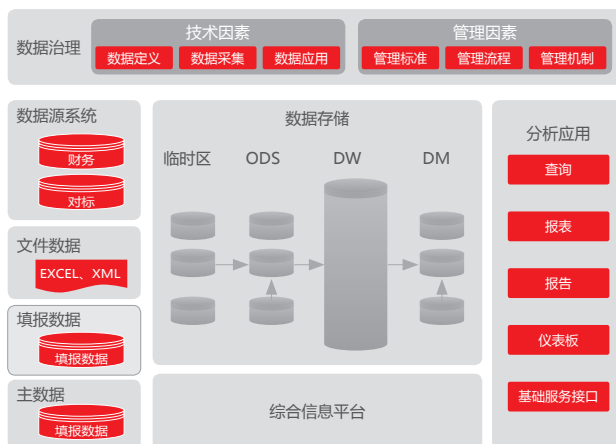 数据治理
技术因素
数据定义
数据采集
数据应用
管理因素
管理标准
管理流程
管理机制
数据源系统
财务
对标
文件数据
EXCEL、XML
填报数据
填报数据
主数据
填报数据
数据存储
临时区
ODS
DW
DM
综合信息平台
分析应用
查询
报表
报告
仪表板
基础服务接口